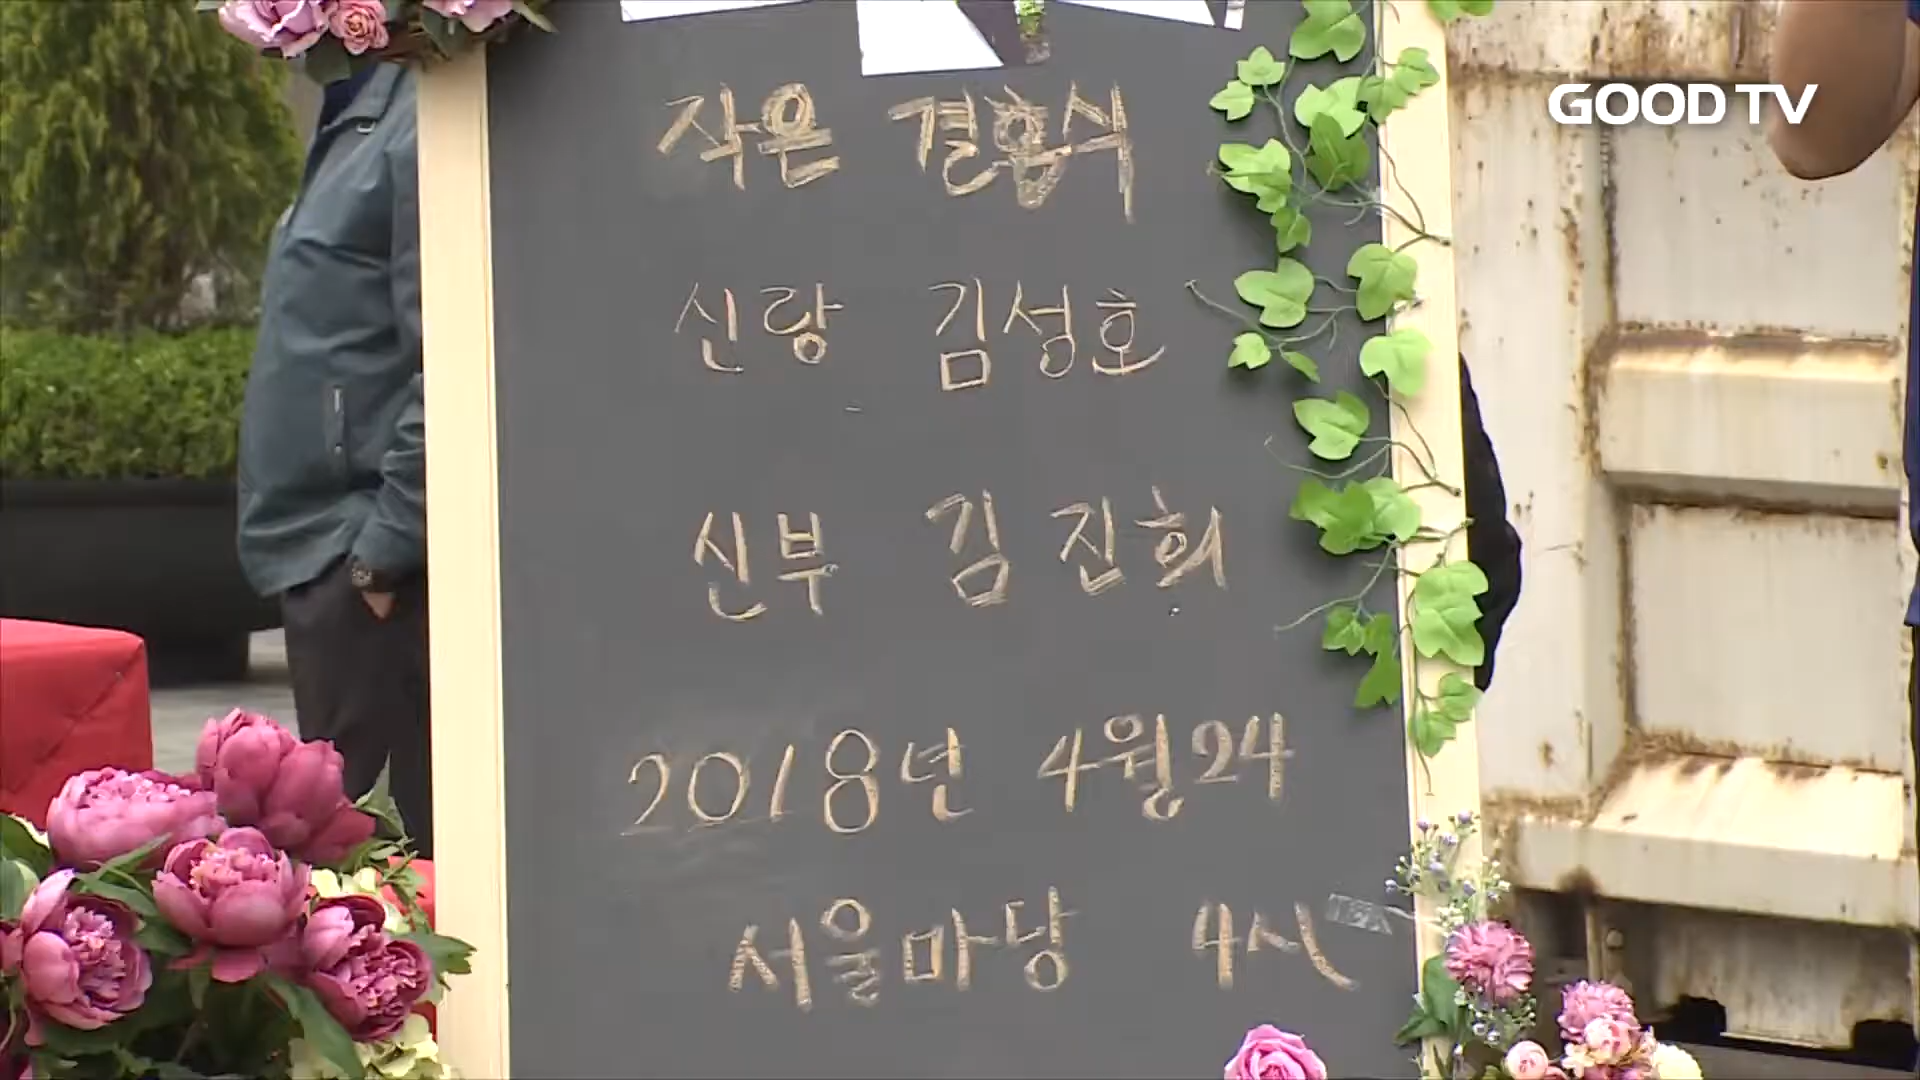 GOOD TV
작은 결혼식
신랑 김성호
신부 김진희
2018년 4월24
서울마당 4시